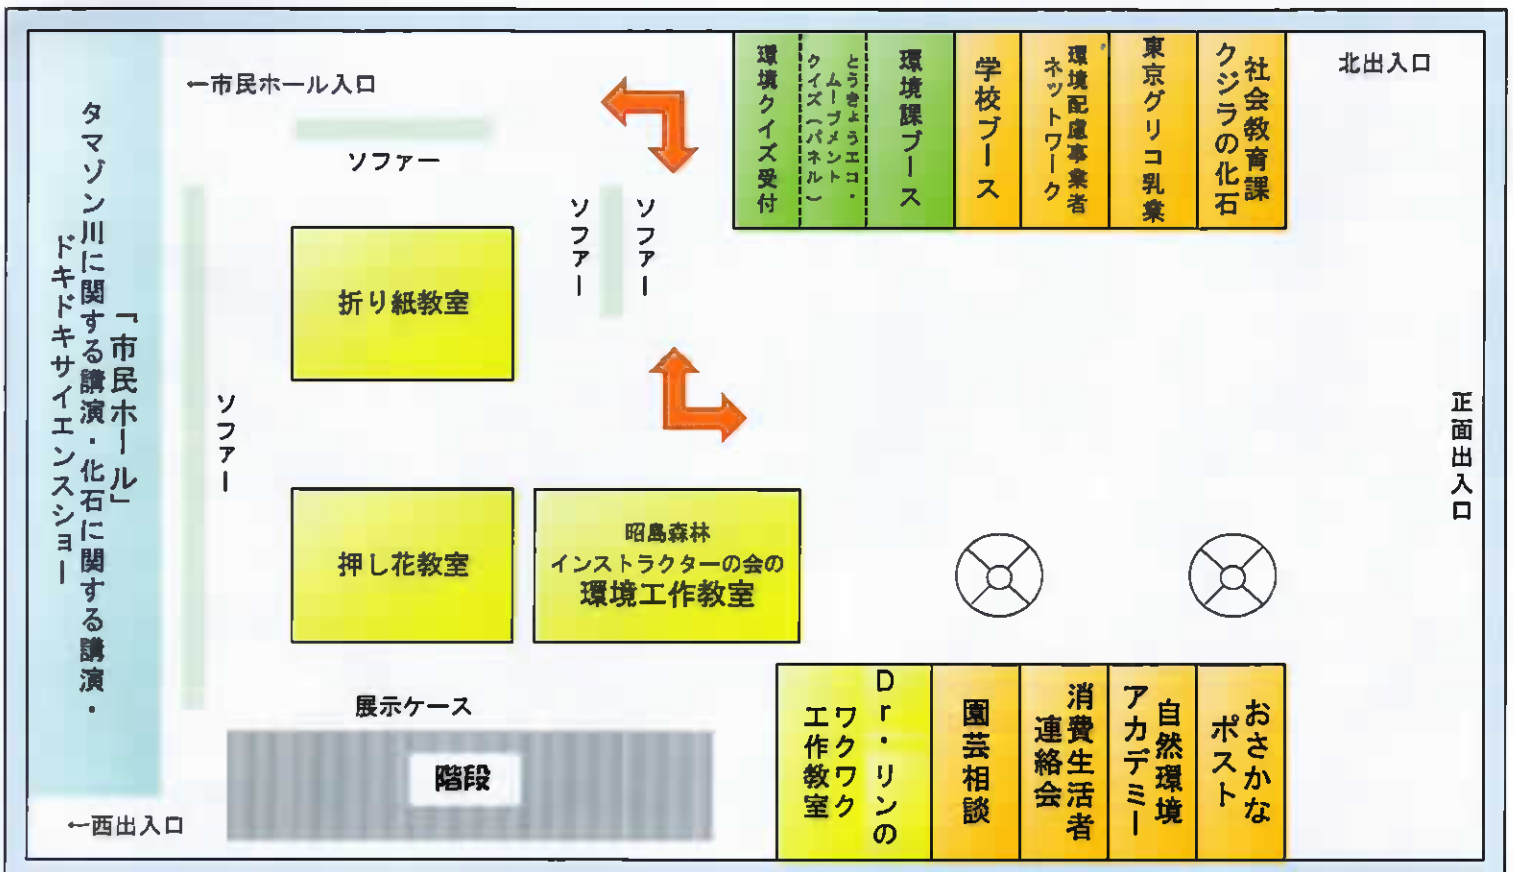 ←市民ホール入口
ソファー
ソファー
ソファー
ソファー
「市民ホール」
タマゾン川に関する講演・化石に関する講演・
ドキドキサイエンスショー
環境クイズ受付
とうきょうエコ・
ムーブメント
クイズ(パネル)
環境課ブース
学校ブース
環境配慮事業者
ネットワーク
東京グリコ乳業
社会教育課
クジラの化石
北出入口
正面出入口
折り紙教室
押し花教室
昭島森林
インストラクターの会の
環境工作教室
展示ケース
階段
←西出入口
Dr.リンの
ワクワク
工作教室
園芸相談
消費生活者
連絡会
自然環境
アカデミー
おさかな
ポスト